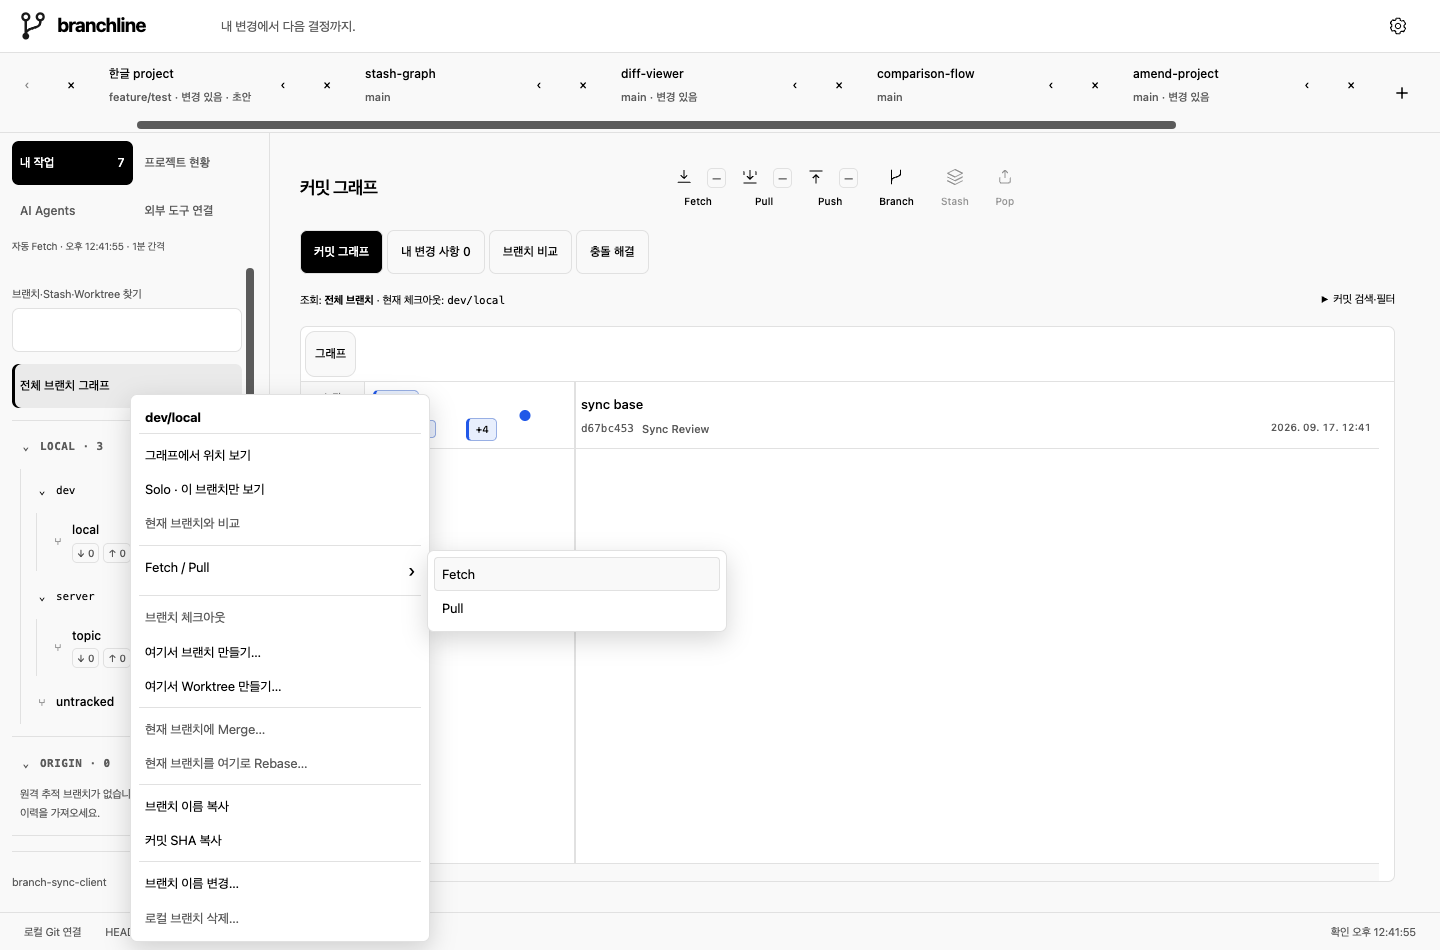 branchline
내 변경에서 다음 결정까지.
한글 project
feature/test · 변경 있음 · 초안
stash-graph
main
diff-viewer
main · 변경 있음
comparison-flow
main
amend-project
main · 변경 있음
내 작업 7
프로젝트 현황
AI Agents
외부 도구 연결
자동 Fetch · 오후 12:41:55 · 1분 간격
브랜치·Stash·Worktree 찾기
전체 브랜치 그래프
LOCAL · 3
dev
local
↓ 0 ↑ 0
server
topic
↓ 0 ↑ 0
untracked
ORIGIN · 0
원격 추적 브랜치가 없습니
이력을 가져오세요.
branch-sync-client
커밋 그래프
Fetch
Pull
Push
Branch
Stash
Pop
커밋 그래프
내 변경 사항 0
브랜치 비교
충돌 해결
조회: 전체 브랜치 · 현재 체크아웃: dev/local
▶ 커밋 검색·필터
그래프
+4
sync base
d67bc453 Sync Review
2026. 09. 17. 12:41
dev/local
그래프에서 위치 보기
Solo · 이 브랜치만 보기
현재 브랜치와 비교
Fetch / Pull
Fetch
Pull
브랜치 체크아웃
여기서 브랜치 만들기...
여기서 Worktree 만들기...
현재 브랜치에 Merge...
현재 브랜치를 여기로 Rebase...
브랜치 이름 복사
커밋 SHA 복사
브랜치 이름 변경...
로컬 브랜치 삭제...
로컬 Git 연결
HEAD
확인 오후 12:41:55